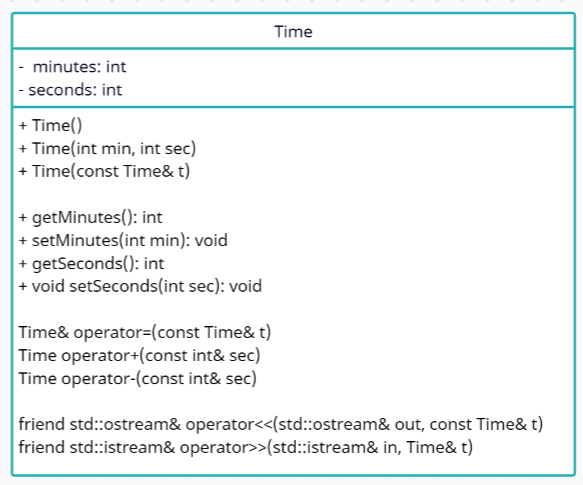 Time
- minutes: int
- seconds: int
+ Time()
+ Time(int min, int sec)
+ Time(const Time& t)
+ getMinutes(): int
+ setMinutes(int min): void
+ getSeconds(): int
+ void setSeconds(int sec): void
Time& operator=(const Time& t)
Time operator+(const int& sec)
Time operator-(const int& sec)
friend std::ostream& operator<<(std::ostream& out, const Time& t)
friend std::istream& operator>>(std::istream& in, Time& t)